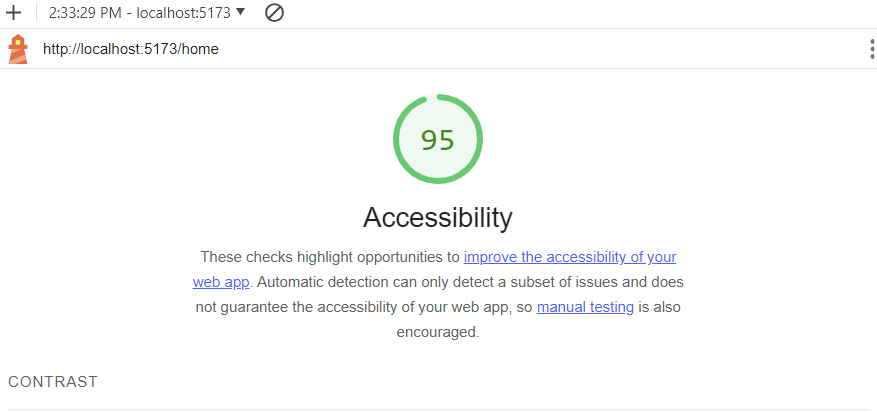 2:33:29 PM - localhost:5173
http://localhost:5173/home
95
Accessibility
These checks highlight opportunities to improve the accessibility of your
web app. Automatic detection can only detect a subset of issues and does
not guarantee the accessibility of your web app, so manual testing is also
encouraged.
CONTRAST